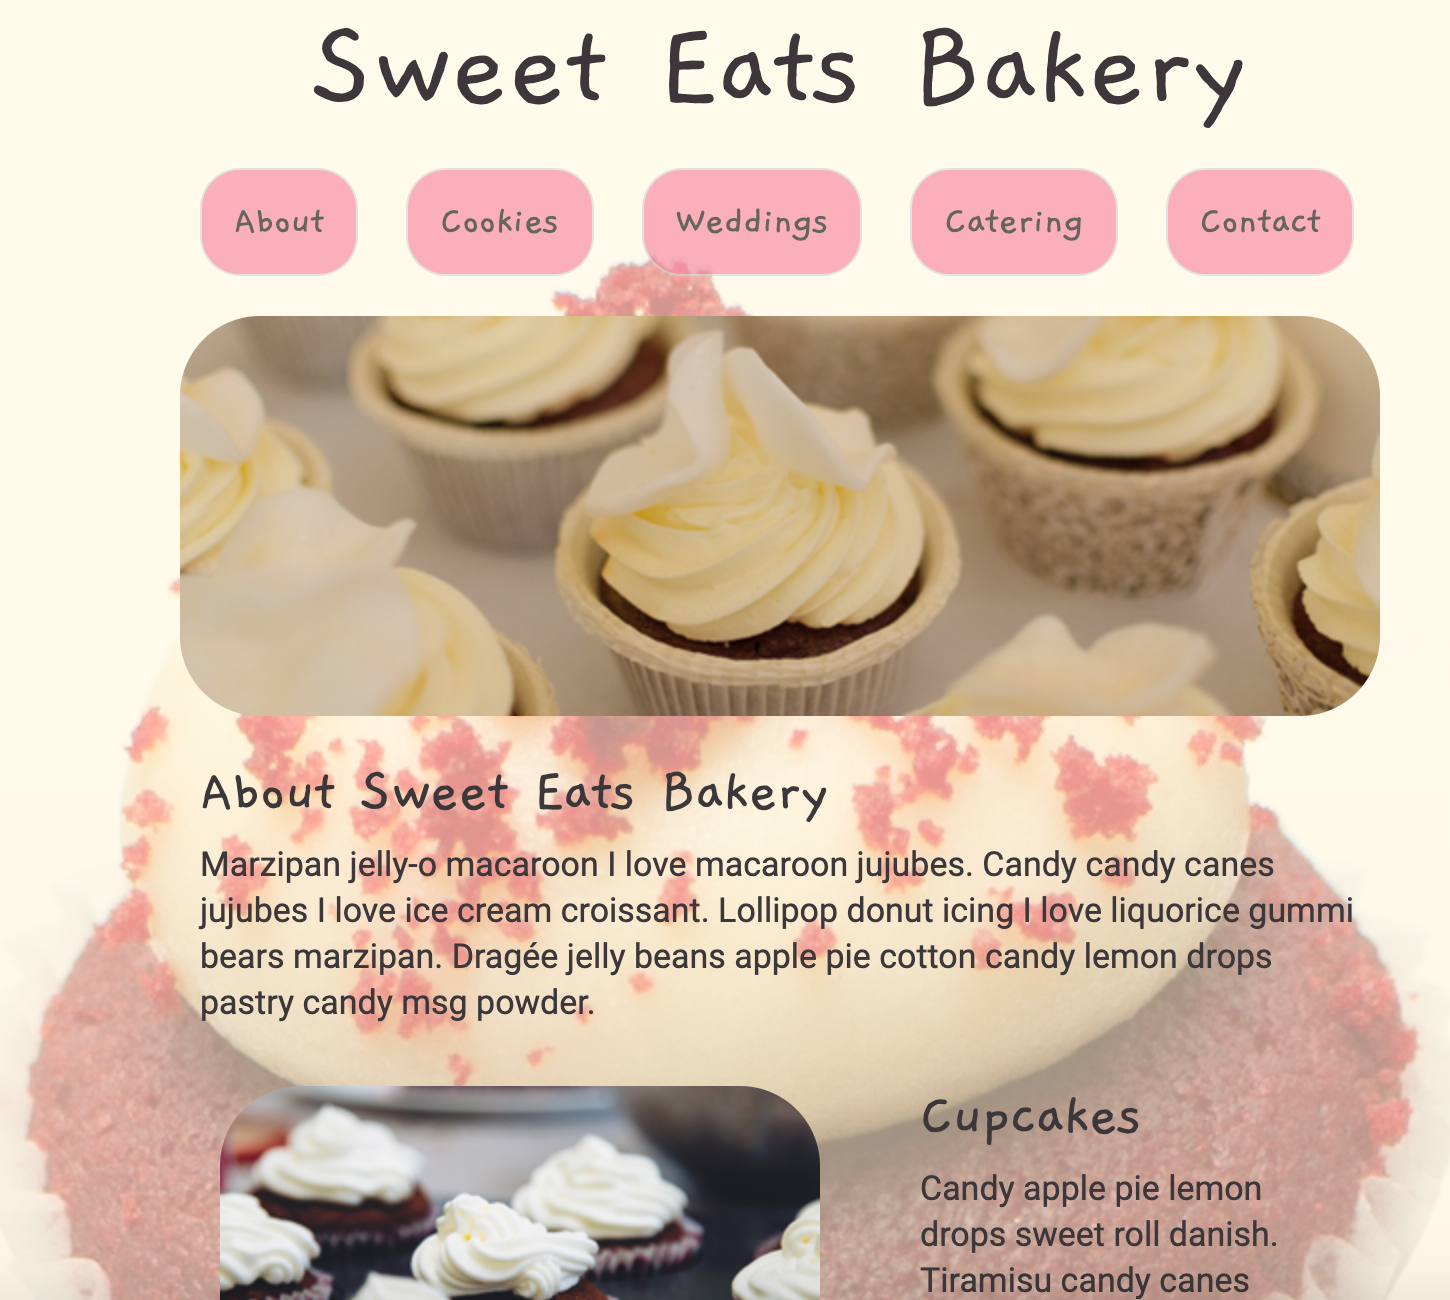 Sweet Eats Bakery
About Cookies Weddings Catering Contact
About Sweet Eats Bakery
Marzipan jelly-o macaroon I love macaroon jujubes. Candy candy canes
jujubes I love ice cream croissant. Lollipop donut icing I love liquorice gummi
bears marzipan. Dragée jelly beans apple pie cotton candy lemon drops
pastry candy msg powder.
Cupcakes
Candy apple pie lemon
drops sweet roll danish.
Tiramisu candy canes